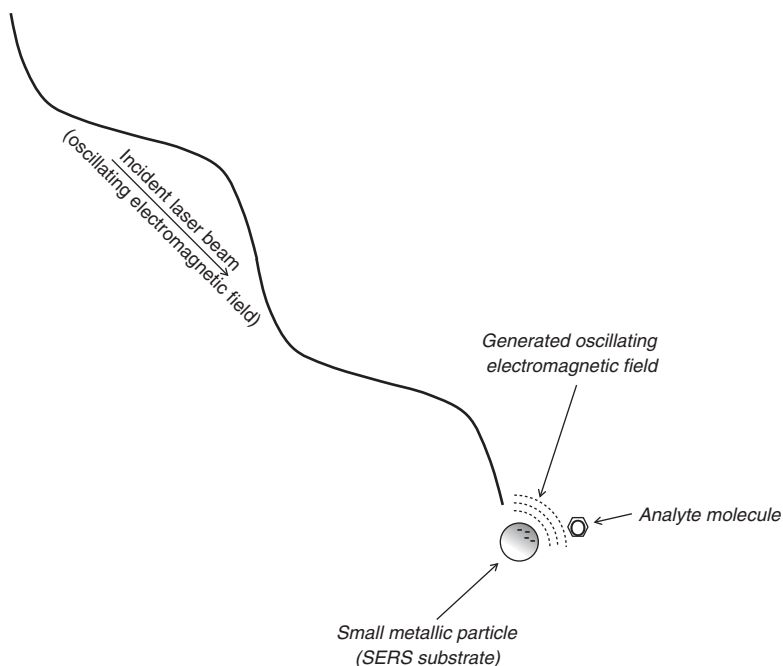 Incident laser beam
(oscillating electromagnetic field)
Generated oscillating
electromagnetic field
Analyte molecule
Small metallic particle
(SERS substrate)